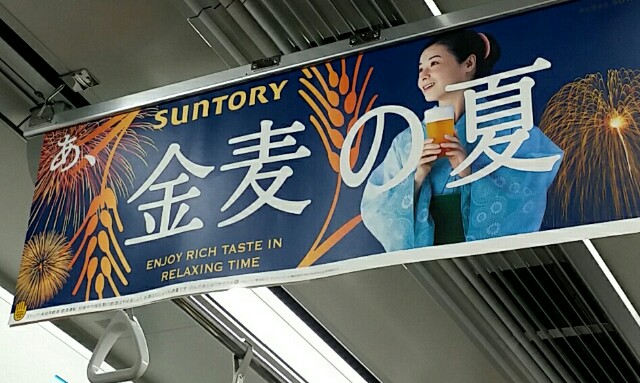 SUNTORY
あ、金麦の夏
ENJOY RICH TASTE IN
RELAXING TIME